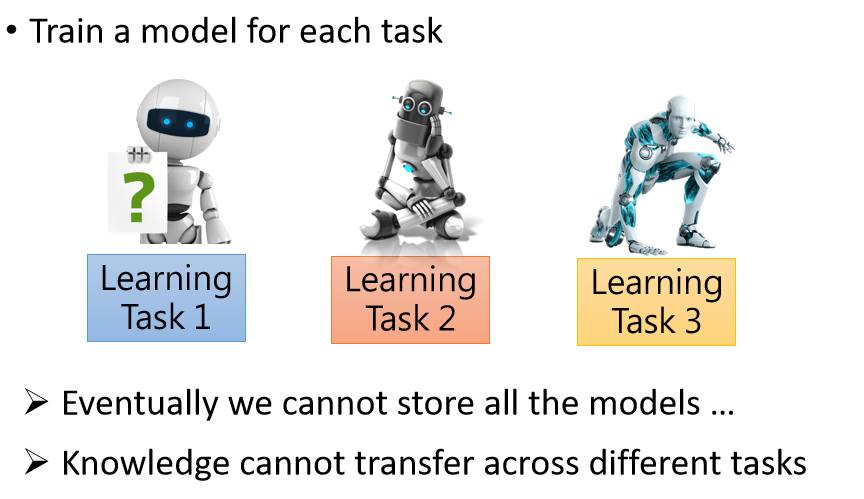 • Train a model for each task
?
Learning
Task 1
Learning
Task 2
Learning
Task 3
➢ Eventually we cannot store all the models …
➢ Knowledge cannot transfer across different tasks